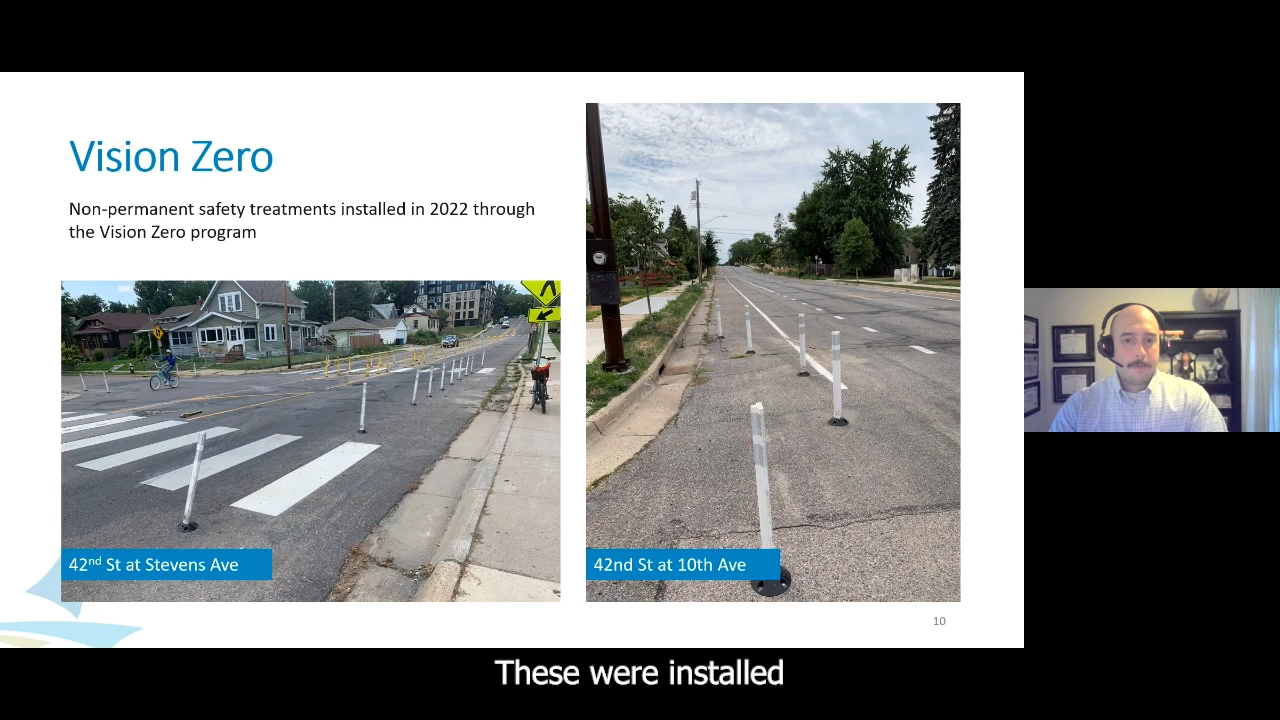 Vision Zero
Non-permanent safety treatments installed in 2022 through
the Vision Zero program
42nd St at Stevens Ave
42nd St at 10th Ave
10
These were installed